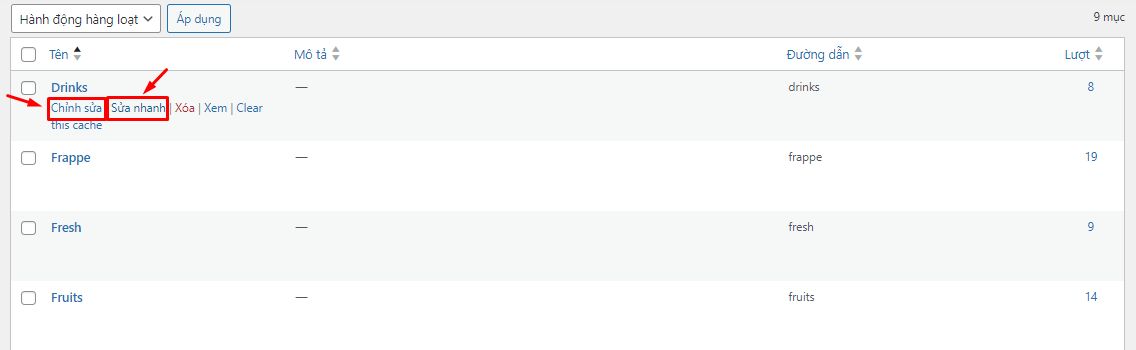 Hành động hàng loạt Áp dụng 9 mục
Tên Mô tả Đường dẫn Lượt
Drinks — drinks 8
Chỉnh sửa Sửa nhanh | Xóa | Xem | Clear
this cache
Frappe — frappe 19
Fresh — fresh 9
Fruits — fruits 14